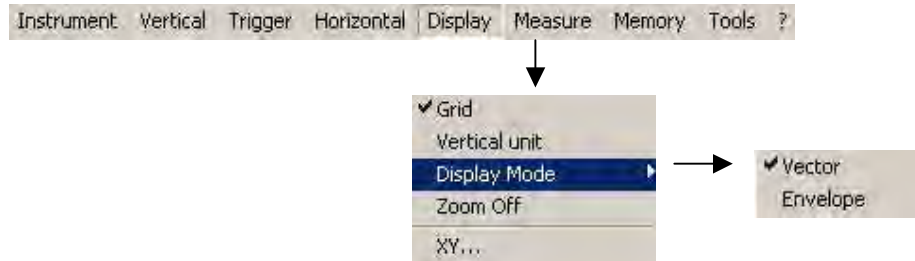 Instrument Vertical Trigger Horizontal Display Measure Memory Tools ?
Grid
Vertical unit
Display Mode
Zoom Off
XY...
Vector
Envelope